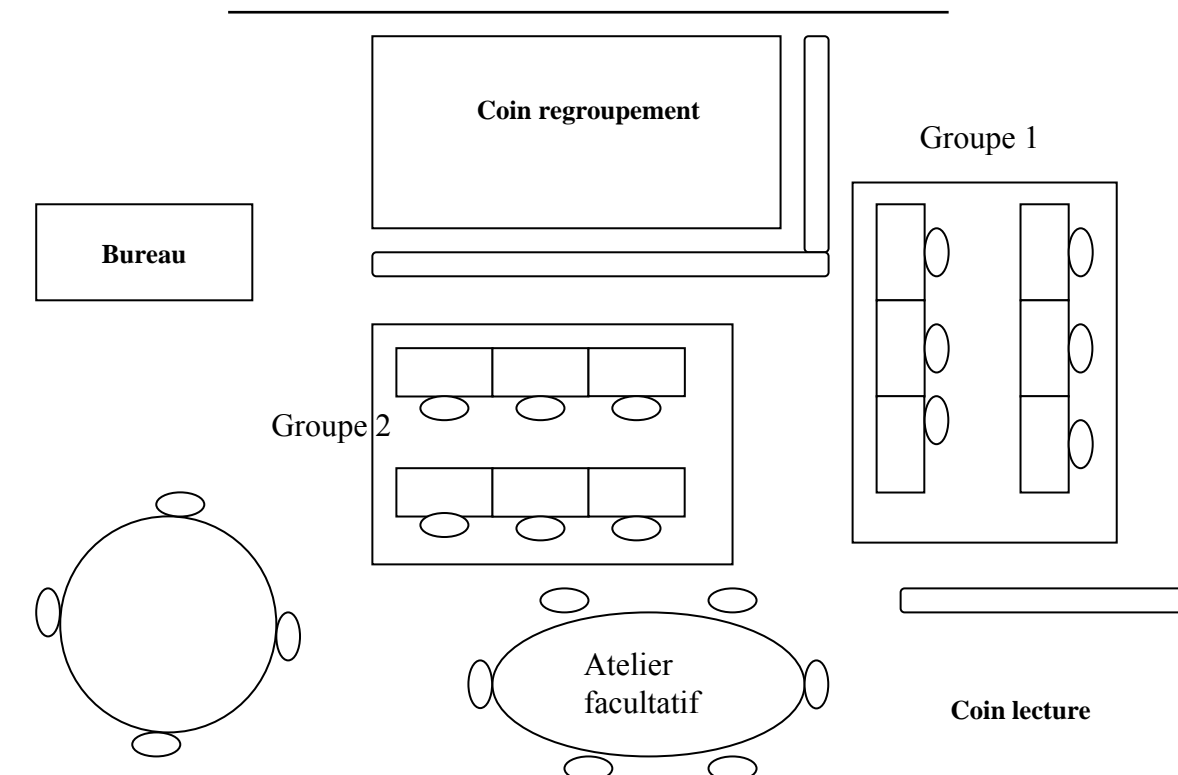 Coin regroupement
Groupe 1
Bureau
Groupe 2
Atelier
facultatif
Coin lecture